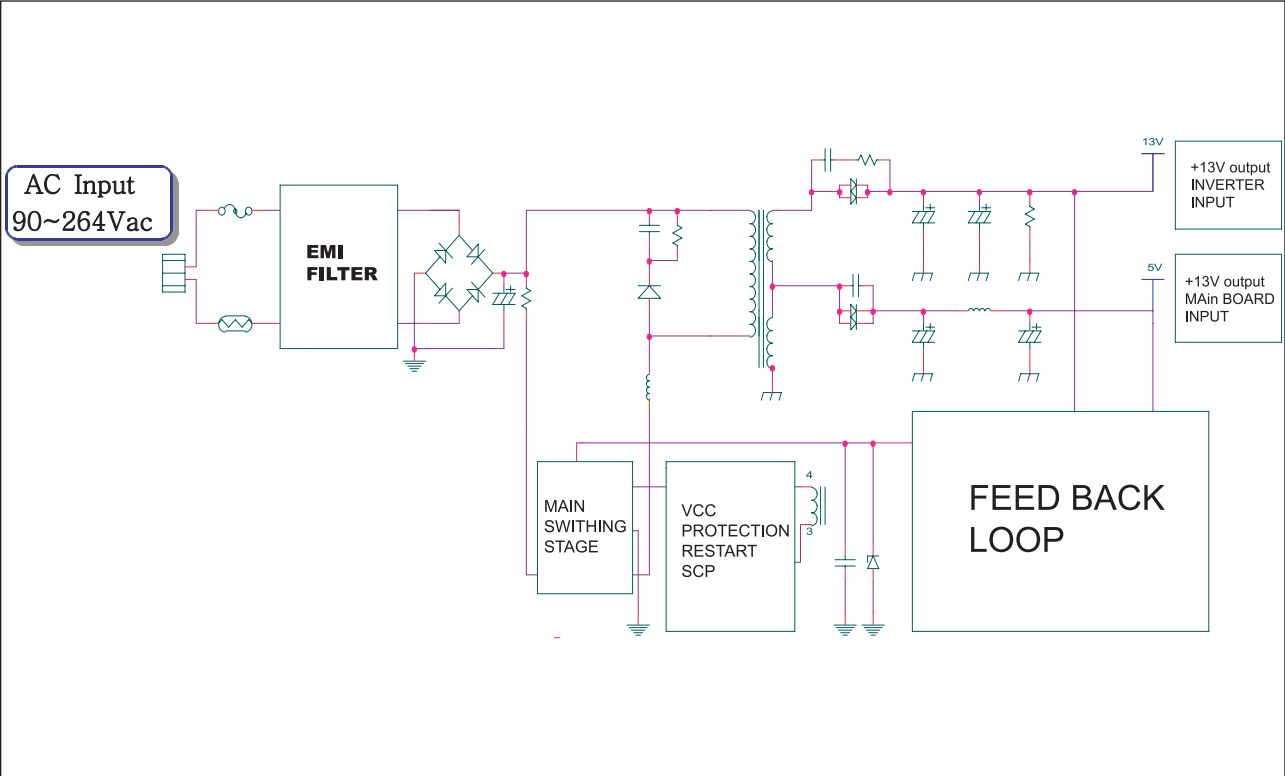 AC Input
90~264Vac
EMI
FILTER
13V
+13V output
INVERTER
INPUT
5V
+13V output
MAin BOARD
INPUT
MAIN
SWITHING
STAGE
VCC
PROTECTION
RESTART
SCP
4
3
FEED BACK
LOOP
+
+
+
+
+